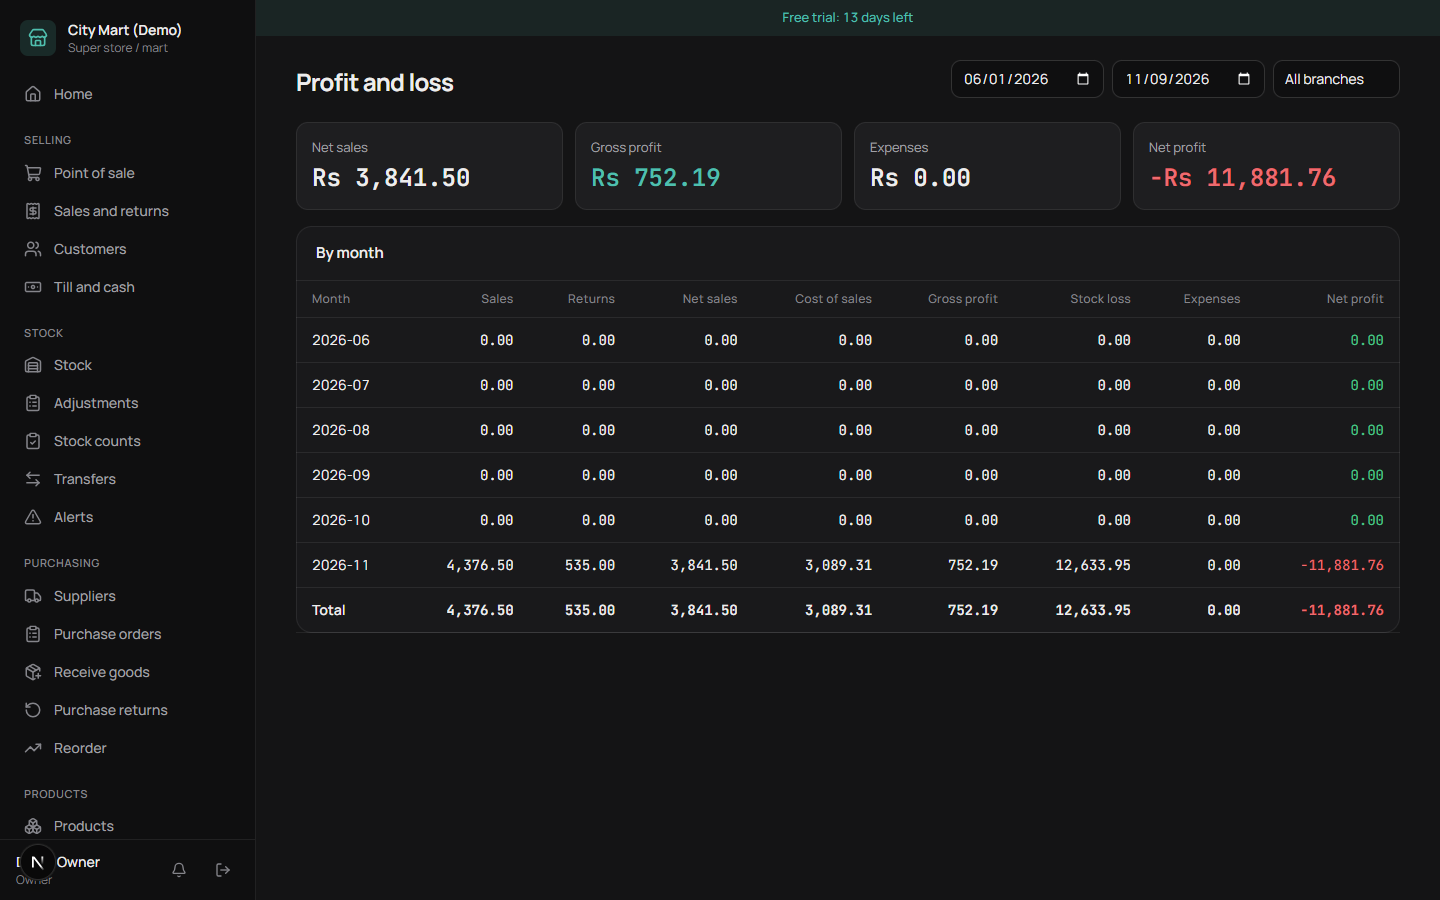 City Mart (Demo)
Super store / mart
Home
SELLING
Point of sale
Sales and returns
Customers
Till and cash
STOCK
Stock
Adjustments
Stock counts
Transfers
Alerts
PURCHASING
Suppliers
Purchase orders
Receive goods
Purchase returns
Reorder
PRODUCTS
Products
N
Owner
Owner
Free trial: 13 days left
Profit and loss
06/01/2026
11/09/2026
All branches
Net sales
Rs 3,841.50
Gross profit
Rs 752.19
Expenses
Rs 0.00
Net profit
-Rs 11,881.76
By month
Month Sales Returns Net sales Cost of sales Gross profit Stock loss Expenses Net profit
2026-06 0.00 0.00 0.00 0.00 0.00 0.00 0.00 0.00
2026-07 0.00 0.00 0.00 0.00 0.00 0.00 0.00 0.00
2026-08 0.00 0.00 0.00 0.00 0.00 0.00 0.00 0.00
2026-09 0.00 0.00 0.00 0.00 0.00 0.00 0.00 0.00
2026-10 0.00 0.00 0.00 0.00 0.00 0.00 0.00 0.00
2026-11 4,376.50 535.00 3,841.50 3,089.31 752.19 12,633.95 0.00 -11,881.76
Total 4,376.50 535.00 3,841.50 3,089.31 752.19 12,633.95 0.00 -11,881.76